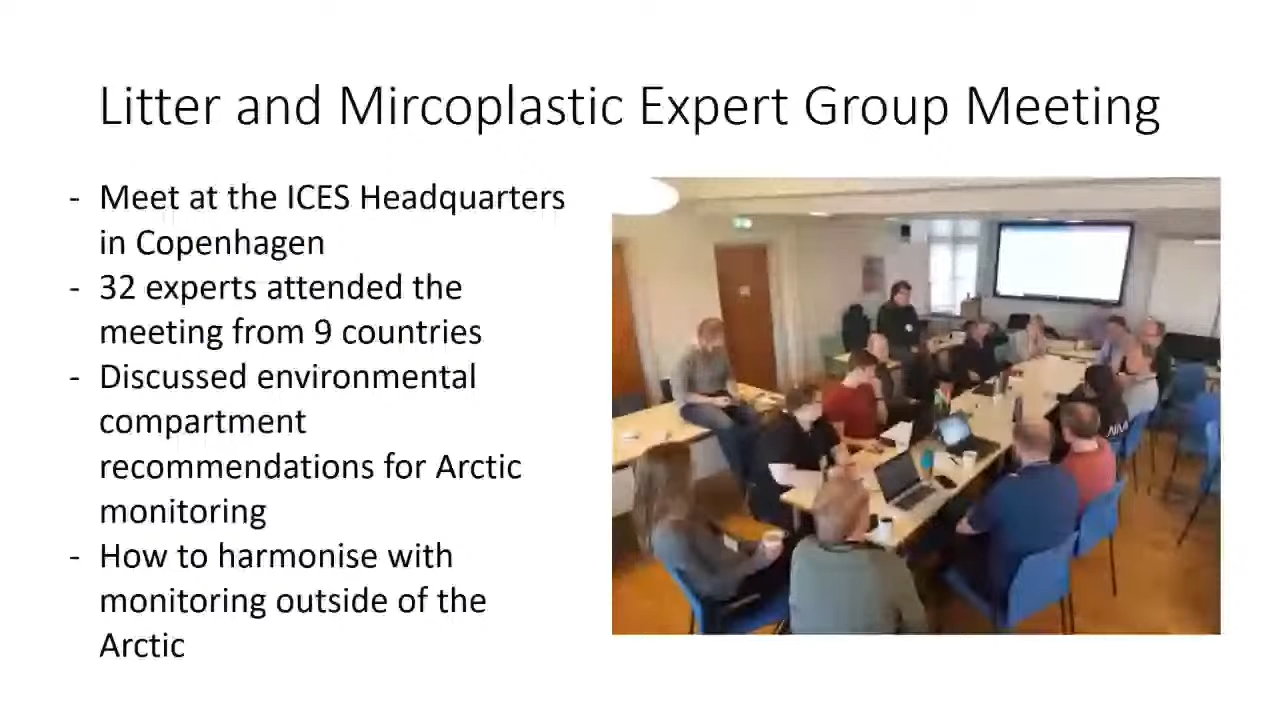 Litter and Mircoplastic Expert Group Meeting
- Meet at the ICES Headquarters
in Copenhagen
- 32 experts attended the
meeting from 9 countries
- Discussed environmental
compartment
recommendations for Arctic
monitoring
- How to harmonise with
monitoring outside of the
Arctic